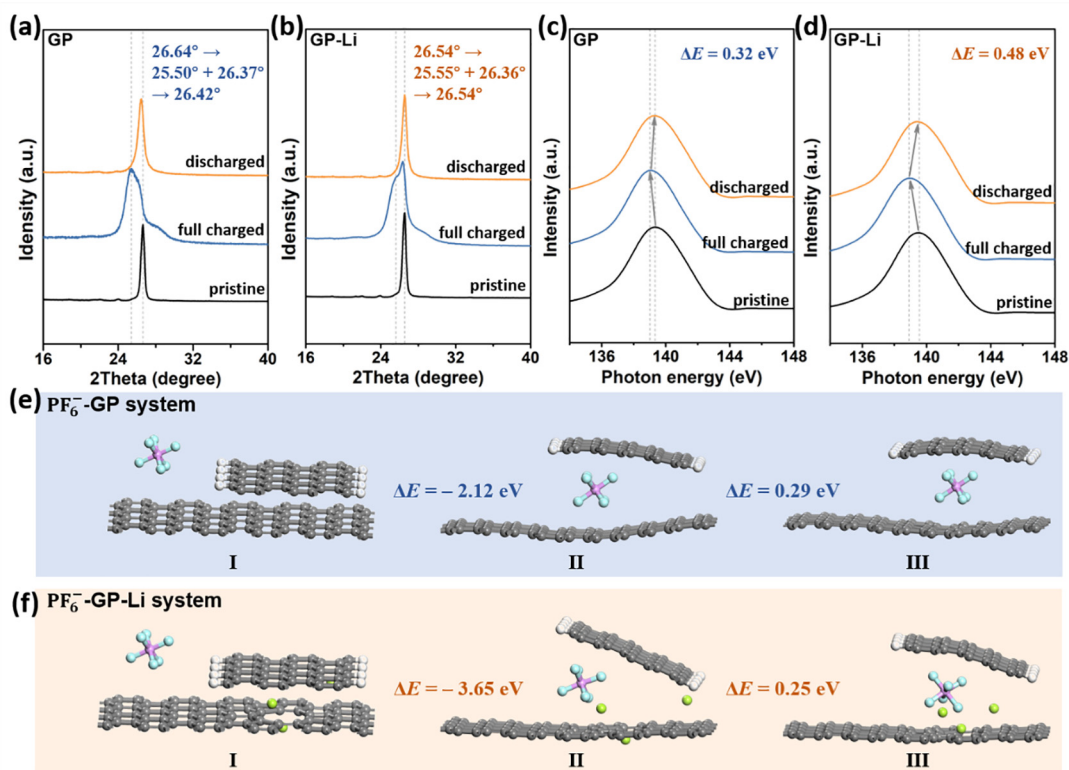 (a) GP
26.64° →
25.50° + 26.37°
→ 26.42°
discharged
full charged
pristine
Idensity (a.u.)
16 24 32 40
2Theta (degree)
(b) GP-Li
26.54° →
25.55° + 26.36°
→ 26.54°
discharged
full charged
pristine
Idensity (a.u.)
16 24 32 40
2Theta (degree)
(c) GP
ΔE = 0.32 eV
discharged
full charged
pristine
Intensity (a.u.)
136 140 144 148
Photon energy (eV)
(d) GP-Li
ΔE = 0.48 eV
discharged
full charged
pristine
Intensity (a.u.)
136 140 144 148
Photon energy (eV)
(e) PF₆⁻-GP system
ΔE = − 2.12 eV
ΔE = 0.29 eV
I II III
(f) PF₆⁻-GP-Li system
ΔE = − 3.65 eV
ΔE = 0.25 eV
I II III